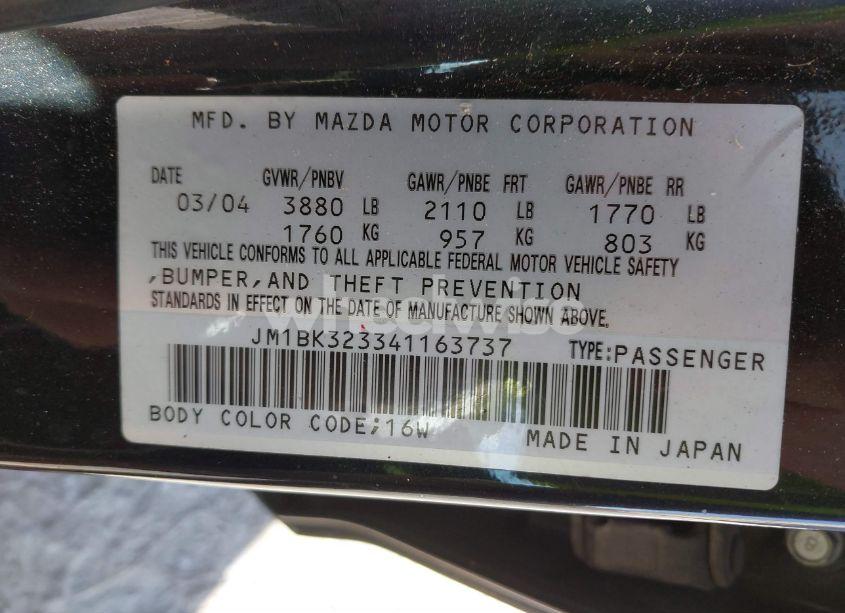 MFD. BY MAZDA MOTOR CORPORATION
DATE GVWR/PNBV GAWR/PNBE FRT GAWR/PNBE RR
03/04 3880 LB 2110 LB 1770 LB
1760 KG 957 KG 803 KG
THIS VEHICLE CONFORMS TO ALL APPLICABLE FEDERAL MOTOR VEHICLE SAFETY
,BUMPER,AND THEFT PREVENTION
STANDARDS IN EFFECT ON THE DATE OF MANUFACTURE SHOWN ABOVE.
wheelwise
JM1BK323341163737 TYPE:PASSENGER
BODY COLOR CODE;16W MADE IN JAPAN